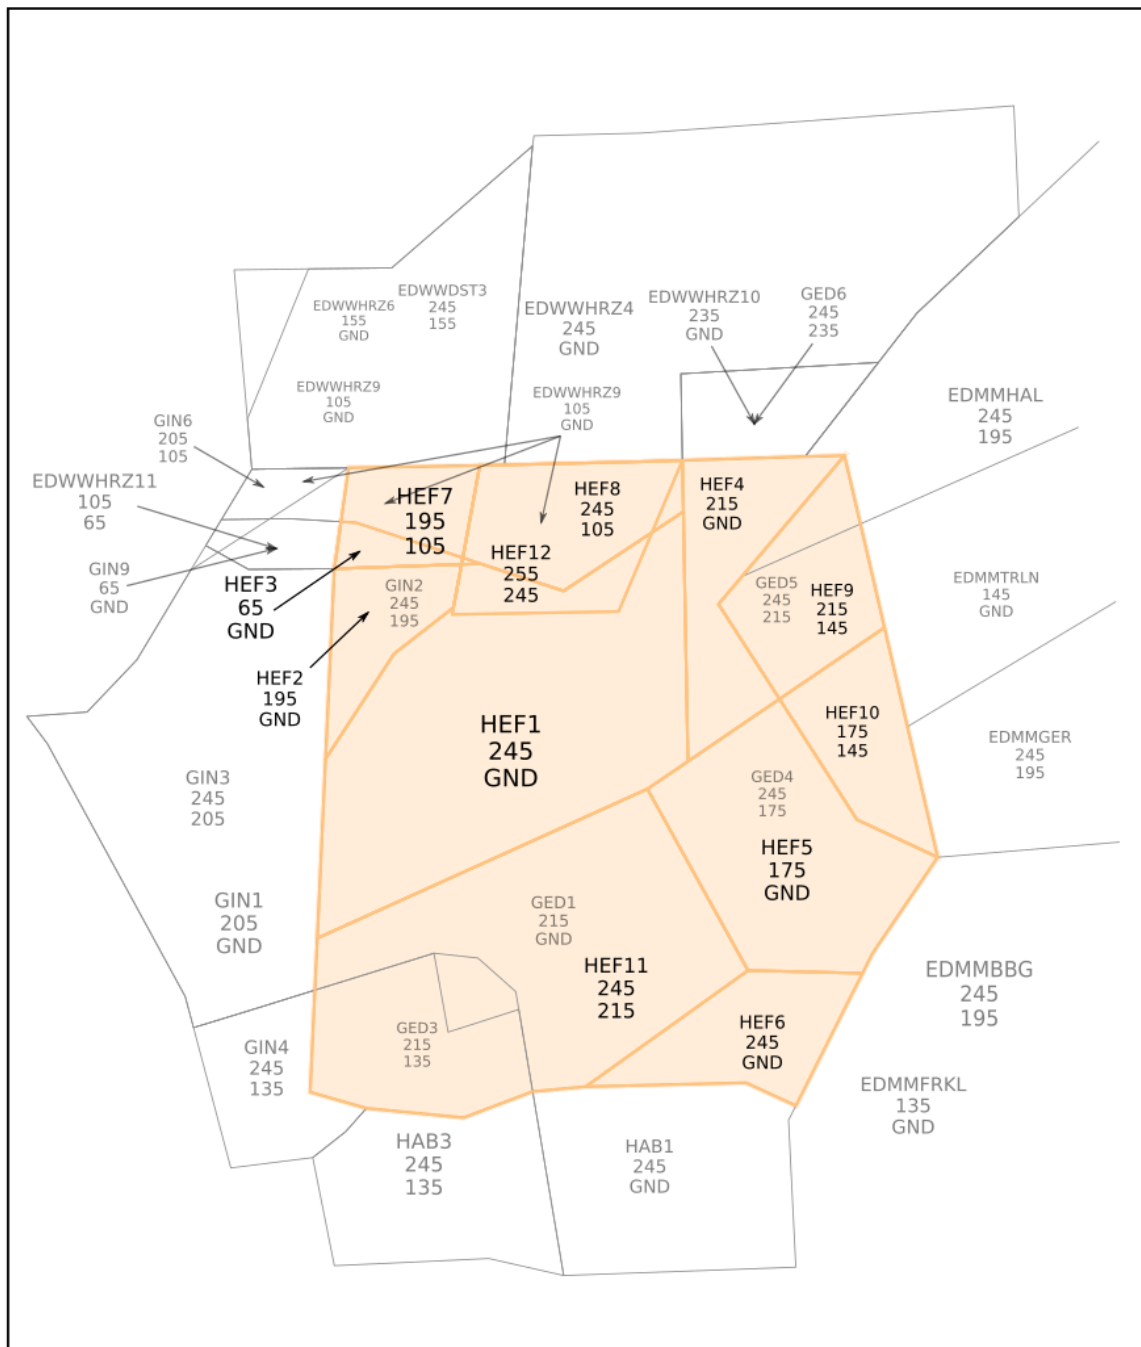 EDWWHRZ6
155
GND
EDWWDST3
245
155
EDWWHRZ4
245
GND
EDWWHRZ10
235
GND
GED6
245
235
EDWWHRZ9
105
GND
EDWWHRZ9
105
GND
EDMMHAL
245
195
GIN6
205
105
EDWWHRZ11
105
65
HEF7
195
105
HEF8
245
105
HEF4
215
GND
HEF12
255
245
GIN9
65
GND
HEF3
65
GND
GIN2
245
195
GED5
245
215
HEF9
215
145
EDMMTRLN
145
GND
HEF2
195
GND
HEF1
245
GND
HEF10
175
145
EDMMGER
245
195
GIN3
245
205
GED4
245
175
HEF5
175
GND
GIN1
205
GND
GED1
215
GND
HEF11
245
215
EDMMBBG
245
195
GIN4
245
135
GED3
215
135
HEF6
245
GND
EDMMFRKL
135
GND
HAB3
245
135
HAB1
245
GND